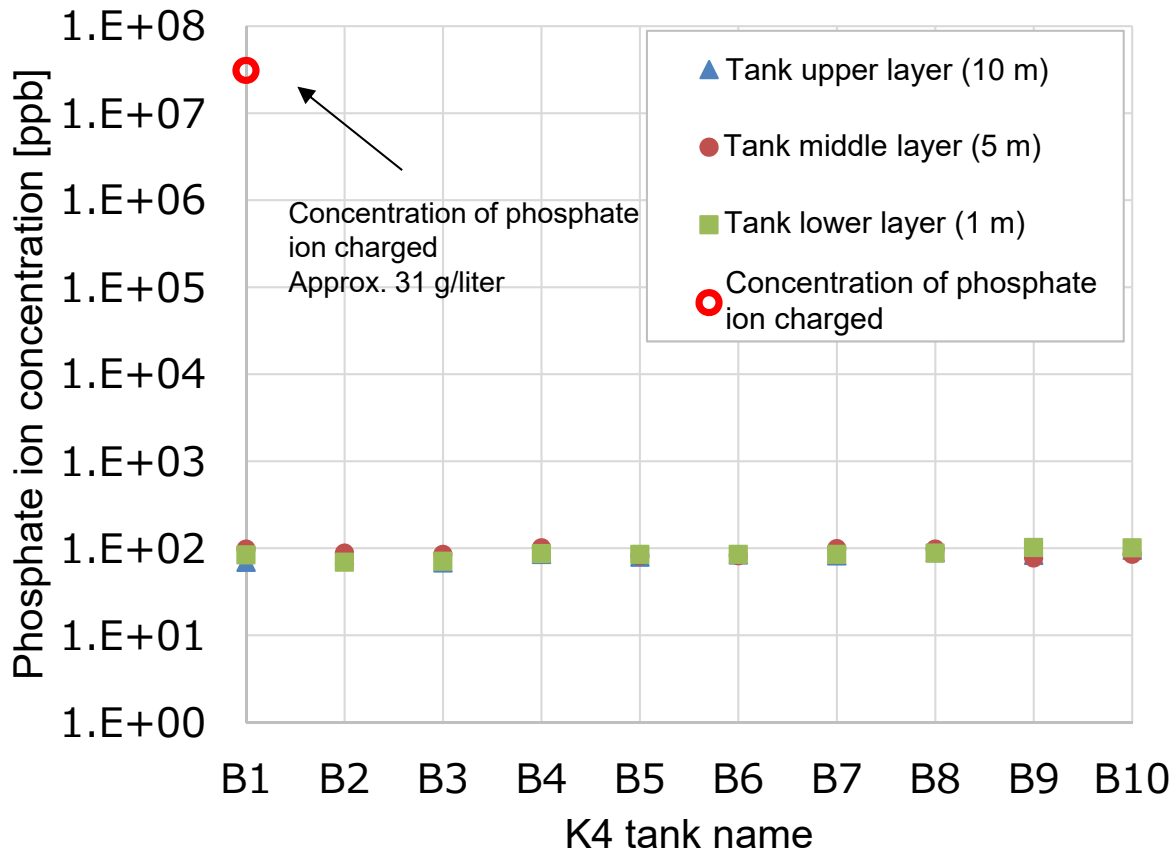 Phosphate ion concentration [ppb]
1.E+08
1.E+07
1.E+06
1.E+05
1.E+04
1.E+03
1.E+02
1.E+01
1.E+00
Tank upper layer (10 m)
Tank middle layer (5 m)
Tank lower layer (1 m)
Concentration of phosphate
ion charged
Concentration of phosphate
ion charged
Approx. 31 g/liter
B1 B2 B3 B4 B5 B6 B7 B8 B9 B10
K4 tank name